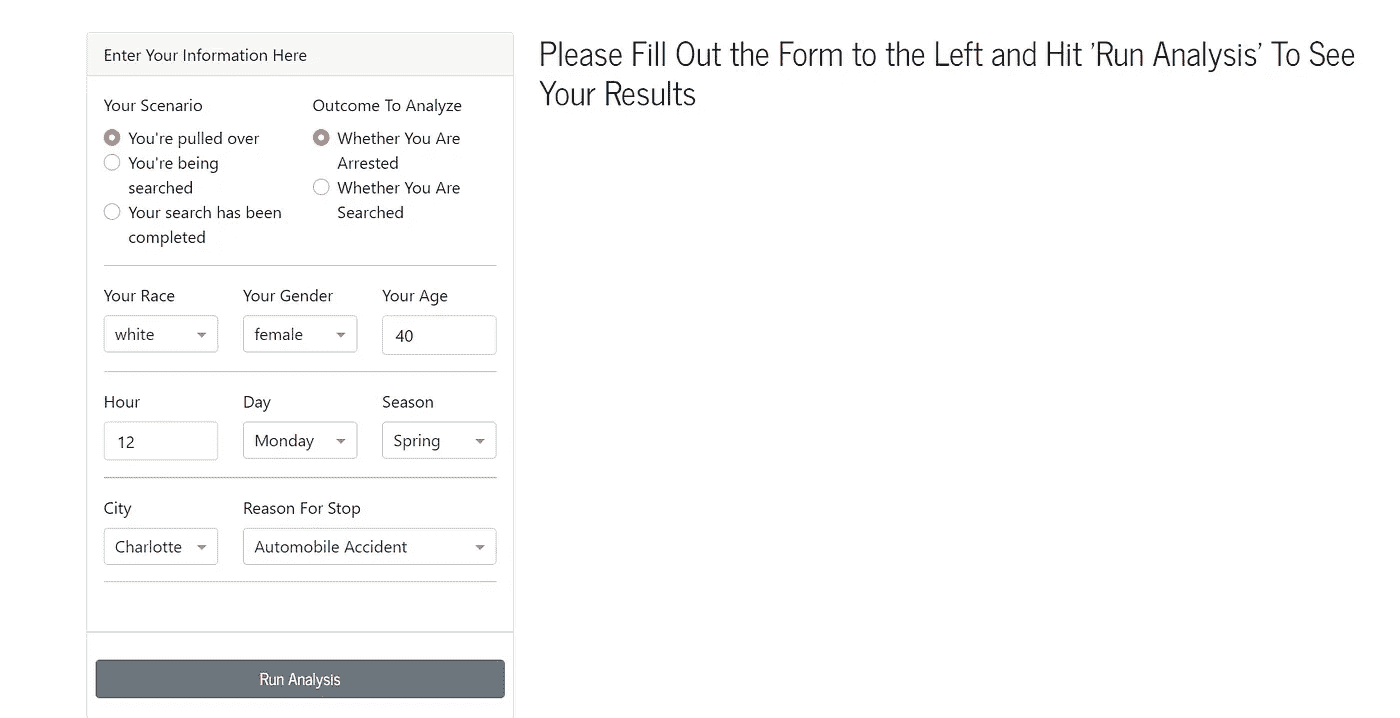 Enter Your Information Here
Please Fill Out the Form to the Left and Hit 'Run Analysis' To See
Your Results
Your Scenario
You're pulled over
You're being
searched
Your search has been
completed
Outcome To Analyze
Whether You Are
Arrested
Whether You Are
Searched
Your Race
Your Gender
Your Age
white
female
40
Hour
Day
Season
12
Monday
Spring
City
Reason For Stop
Charlotte
Automobile Accident
Run Analysis